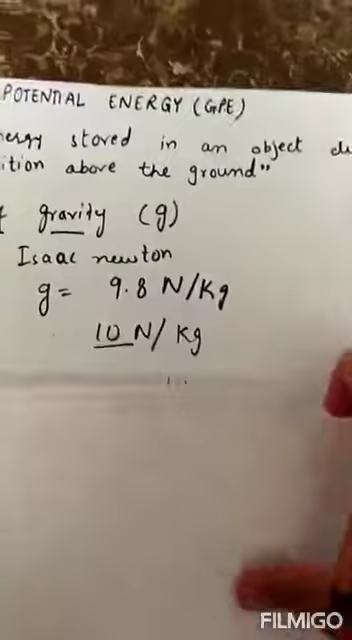 POTENTIAL ENERGY (GPE)
stored in an object
above the ground"
gravity (g)
Isaac newton
g= 9.8 N/Kg
10 N/ kg
FILMIGO